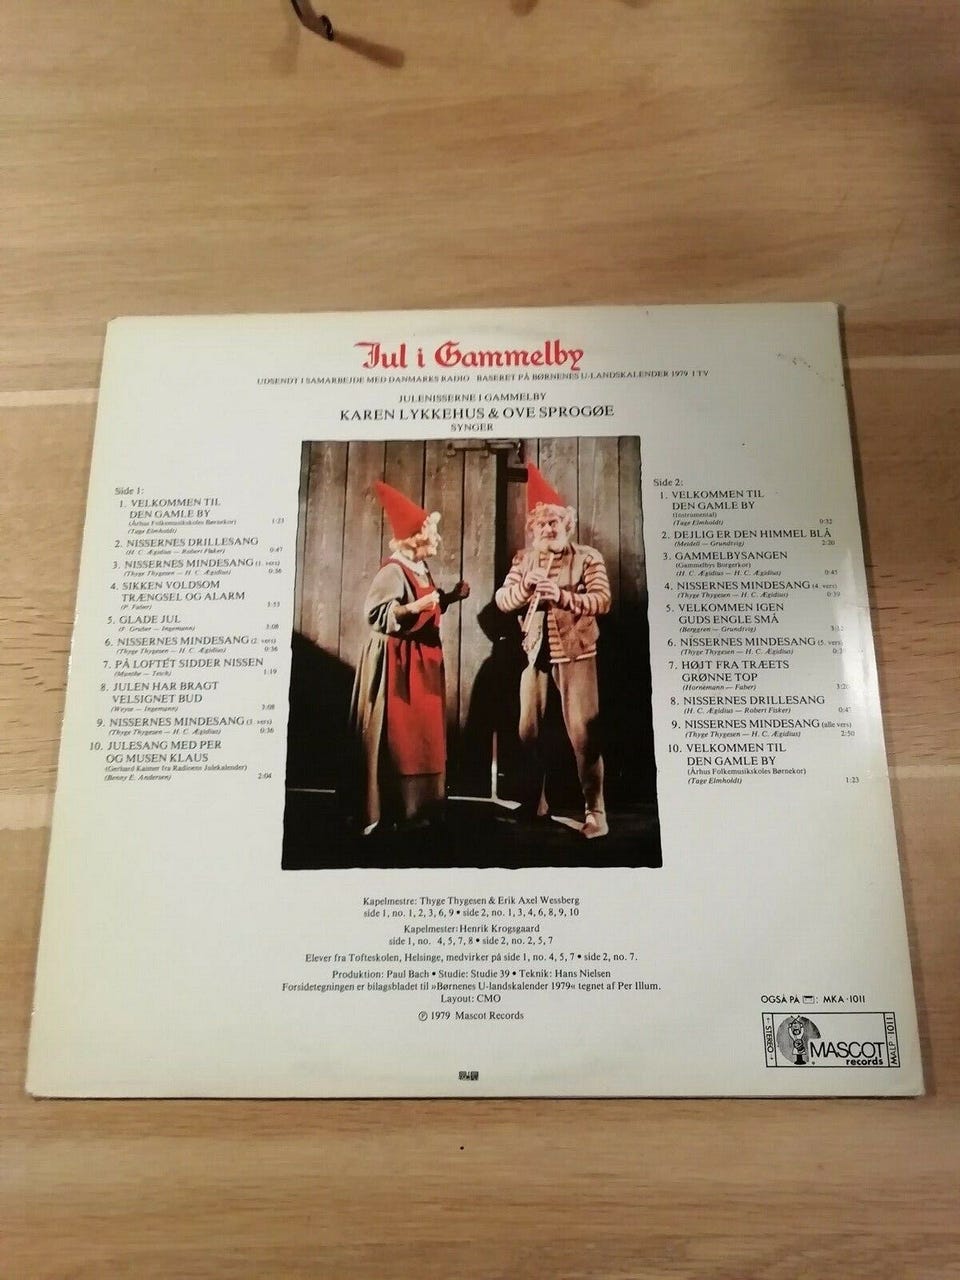 Jul i Gammelby
UDSENDT I SAMARBEJDE MED DANMARKS RADIO BASERET PÅ BØRNENES U-LANDSKALENDER 1979 I TV
JULENISSERNE I GAMMELBY
KAREN LYKKEHUS & OVE SPROGØE
SYNGER
Side 1:
1. VELKOMMEN TIL
DEN GAMLE BY
(Århus Folkemusikskoles Børnekor)
(Tage Elmholdt) 1:23
2. NISSERNES DRILLESANG
(H. C. Ægidius — Robert Fisker) 0:47
3. NISSERNES MINDESANG (1. vers)
(Thyge Thygesen — H. C. Ægidius) 0:36
4. SIKKEN VOLDSOM
TRÆNGSEL OG ALARM
(P. Faber) 1:53
5. GLADE JUL
(F. Gruber — Ingemann) 3:08
6. NISSERNES MINDESANG (2. vers)
(Thyge Thygesen — H. C. Ægidius) 0:36
7. PÅ LOFTET SIDDER NISSEN
(Manthe — Tesch) 1:19
8. JULEN HAR BRAGT
VELSIGNET BUD
(Weyse — Ingemann) 3:08
9. NISSERNES MINDESANG (3. vers)
(Thyge Thygesen — H. C. Ægidius) 0:36
10. JULESANG MED PER
OG MUSEN KLAUS
(Gerhard Kaimer fra Radioens Julekalender)
(Benny E. Andersen) 2:04
Side 2:
1. VELKOMMEN TIL
DEN GAMLE BY
(Instrumental)
(Tage Elmholdt) 0:32
2. DEJLIG ER DEN HIMMEL BLÅ
(Meidell — Grundtvig) 2:20
3. GAMMELBYSANGEN
(Gammelbys Borgerkor)
(H. C. Ægidius — H. C. Ægidius) 0:45
4. NISSERNES MINDESANG (4. vers)
(Thyge Thygesen — H. C. Ægidius) 0:39
5. VELKOMMEN IGEN
GUDS ENGLE SMÅ
(Berggren — Grundtvig)
6. NISSERNES MINDESANG (5. vers)
(Thyge Thygesen — H. C. Ægidius)
7. HØJT FRA TRÆETS
GRØNNE TOP
(Hornemann — Faber)
8. NISSERNES DRILLESANG
(H. C. Ægidius — Robert Fisker) 0:47
9. NISSERNES MINDESANG (alle vers)
(Thyge Thygesen — H. C. Ægidius) 2:50
10. VELKOMMEN TIL
DEN GAMLE BY
(Århus Folkemusikskoles Børnekor)
(Tage Elmholdt) 1:23
Kapelmestre: Thyge Thygesen & Erik Axel Wessberg
side 1, no. 1, 2, 3, 6, 9 • side 2, no. 1, 3, 4, 6, 8, 9, 10
Kapelmester: Henrik Krogsgaard
side 1, no. 4, 5, 7, 8 • side 2, no. 2, 5, 7
Elever fra Tofteskolen, Helsinge, medvirker på side 1, no. 4, 5, 7 • side 2, no. 7.
Produktion: Paul Bach • Studie: Studie 39 • Teknik: Hans Nielsen
Forsidetegningen er bilagsbladet til »Børnenes U-landskalender 1979« tegnet af Per Illum.
Layout: CMO
℗ 1979 Mascot Records
OGSÅ PÅ : MKA-1011
STEREO
MASCOT
records
MALP 1011